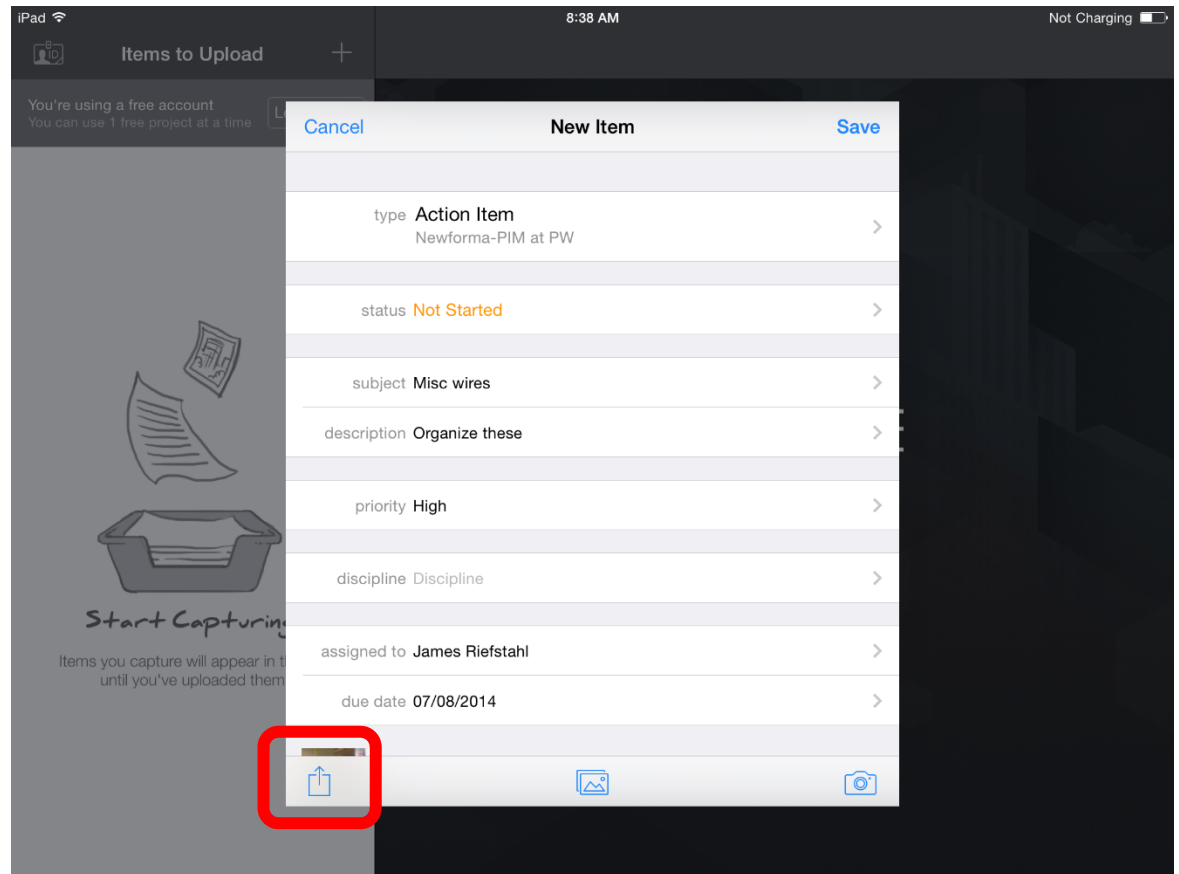 iPad 8:38 AM Not Charging
ID Items to Upload +
You're using a free account
You can use 1 free project at a time
Cancel New Item Save
type Action Item
Newforma-PIM at PW
status Not Started
subject Misc wires
description Organize these
priority High
discipline Discipline
assigned to James Riefstahl
due date 07/08/2014
Start Capturing
Items you capture will appear in t
until you've uploaded them